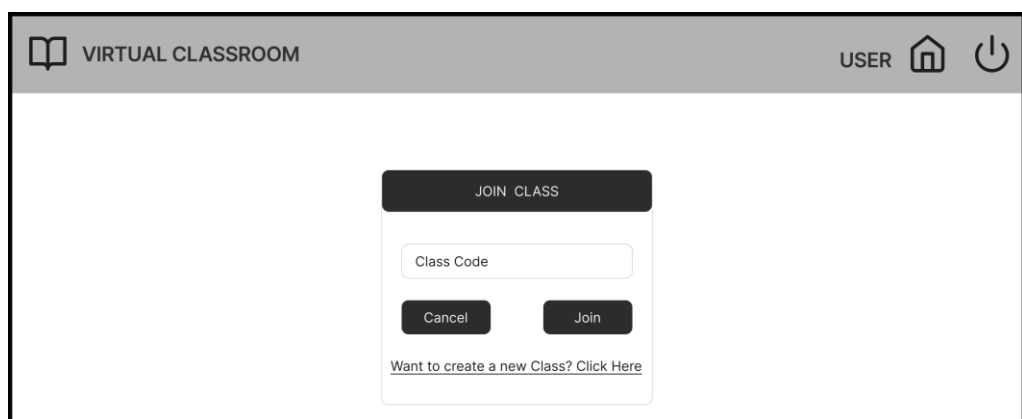 VIRTUAL CLASSROOM
USER
JOIN CLASS
Class Code
Cancel
Join
Want to create a new Class? Click Here